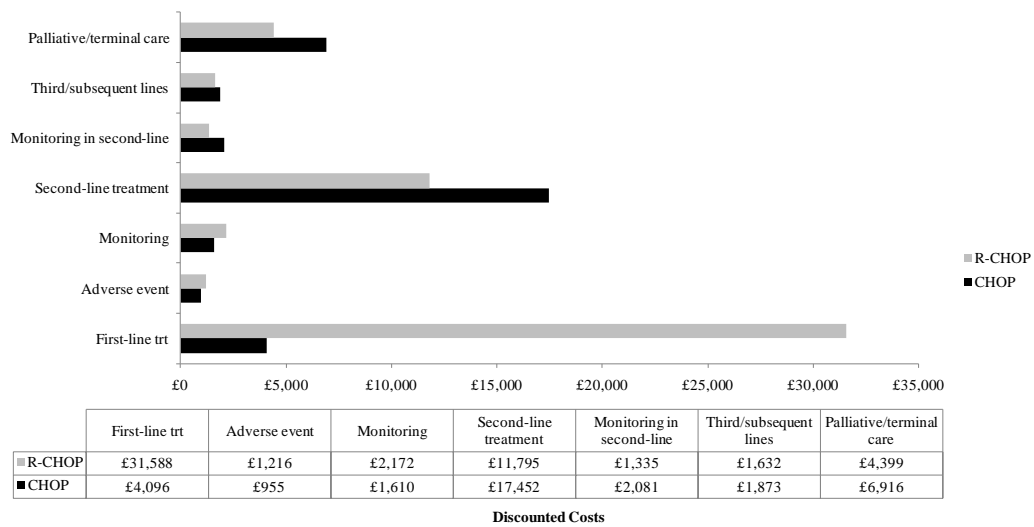 Palliative/terminal care
Third/subsequent lines
Monitoring in second-line
Second-line treatment
Monitoring
Adverse event
First-line trt
R-CHOP
CHOP
£0 £5,000 £10,000 £15,000 £20,000 £25,000 £30,000 £35,000
First-line trt Adverse event Monitoring Second-line treatment Monitoring in second-line Third/subsequent lines Palliative/terminal care
R-CHOP £31,588 £1,216 £2,172 £11,795 £1,335 £1,632 £4,399
CHOP £4,096 £955 £1,610 £17,452 £2,081 £1,873 £6,916
Discounted Costs